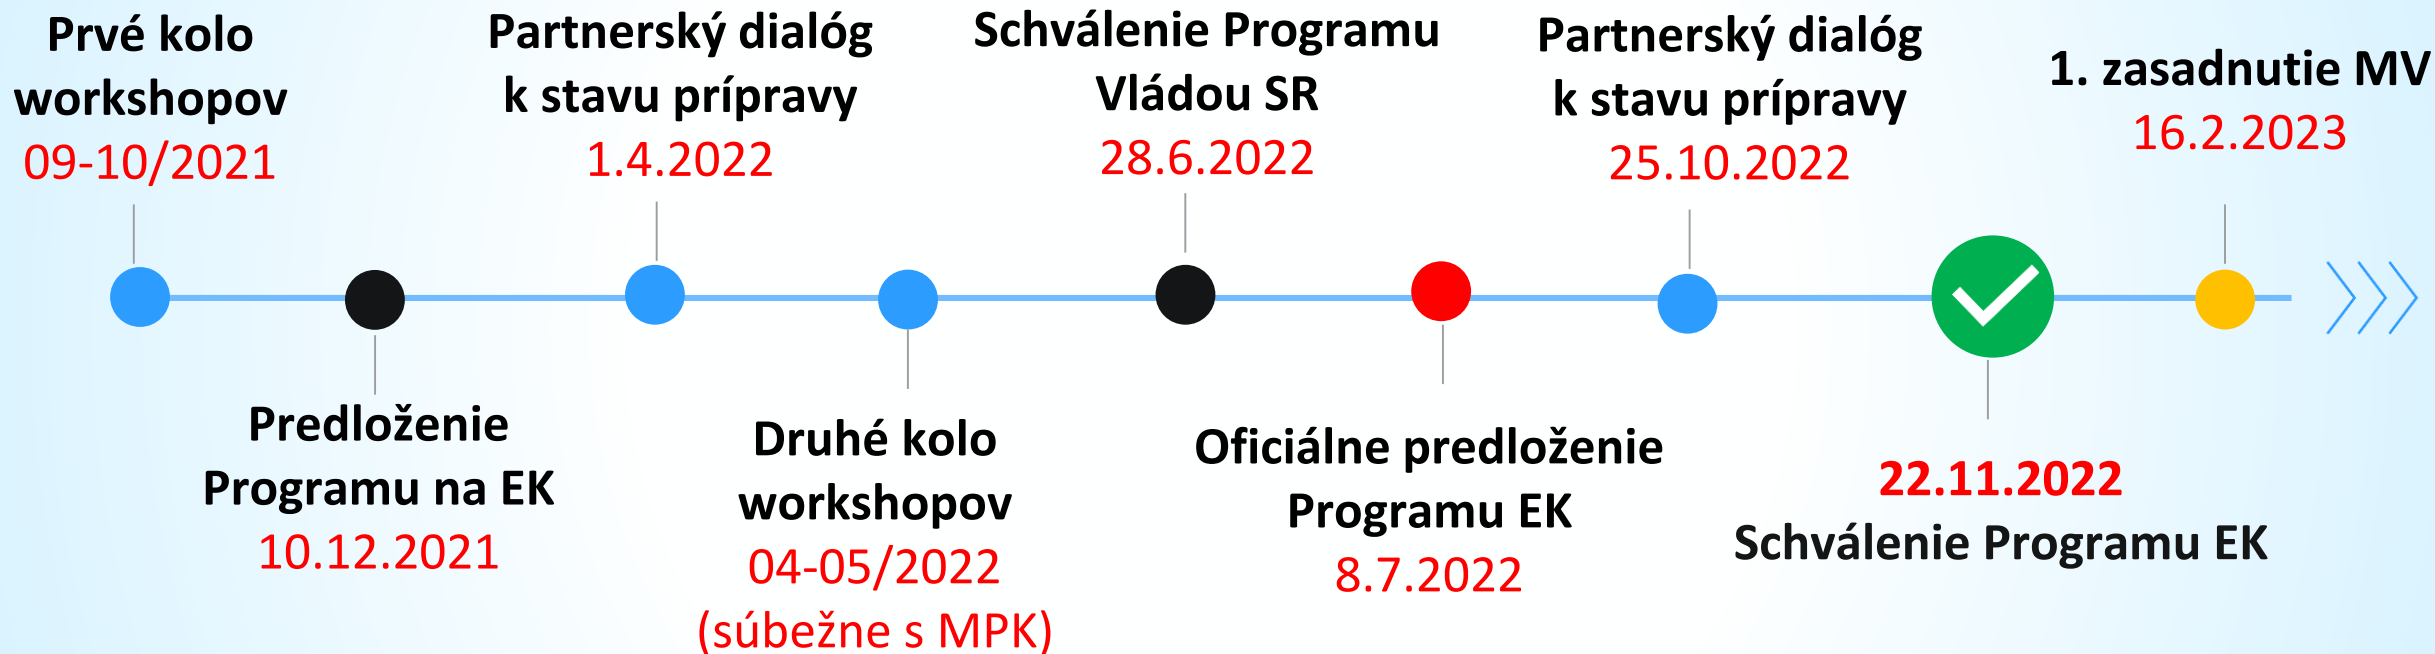 Prvé kolo
workshopov
09-10/2021
Predloženie
Programu na EK
10.12.2021
Partnerský dialóg
k stavu prípravy
1.4.2022
Druhé kolo
workshopov
04-05/2022
(súbežne s MPK)
Schválenie Programu
Vládou SR
28.6.2022
Oficiálne predloženie
Programu EK
8.7.2022
Partnerský dialóg
k stavu prípravy
25.10.2022
22.11.2022
Schválenie Programu EK
1. zasadnutie MV
16.2.2023